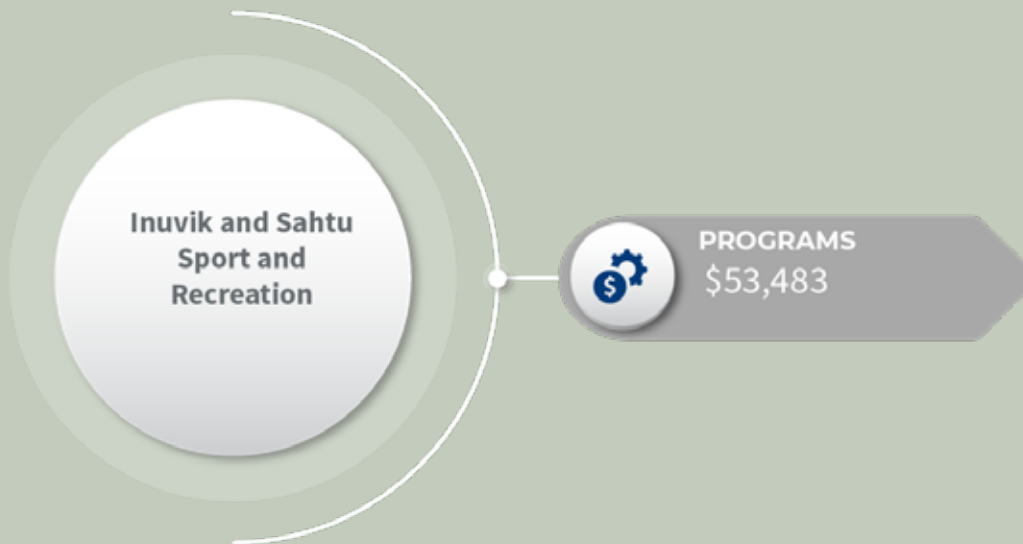 Inuvik and Sahtu
Sport and
Recreation
PROGRAMS
$53,483
$